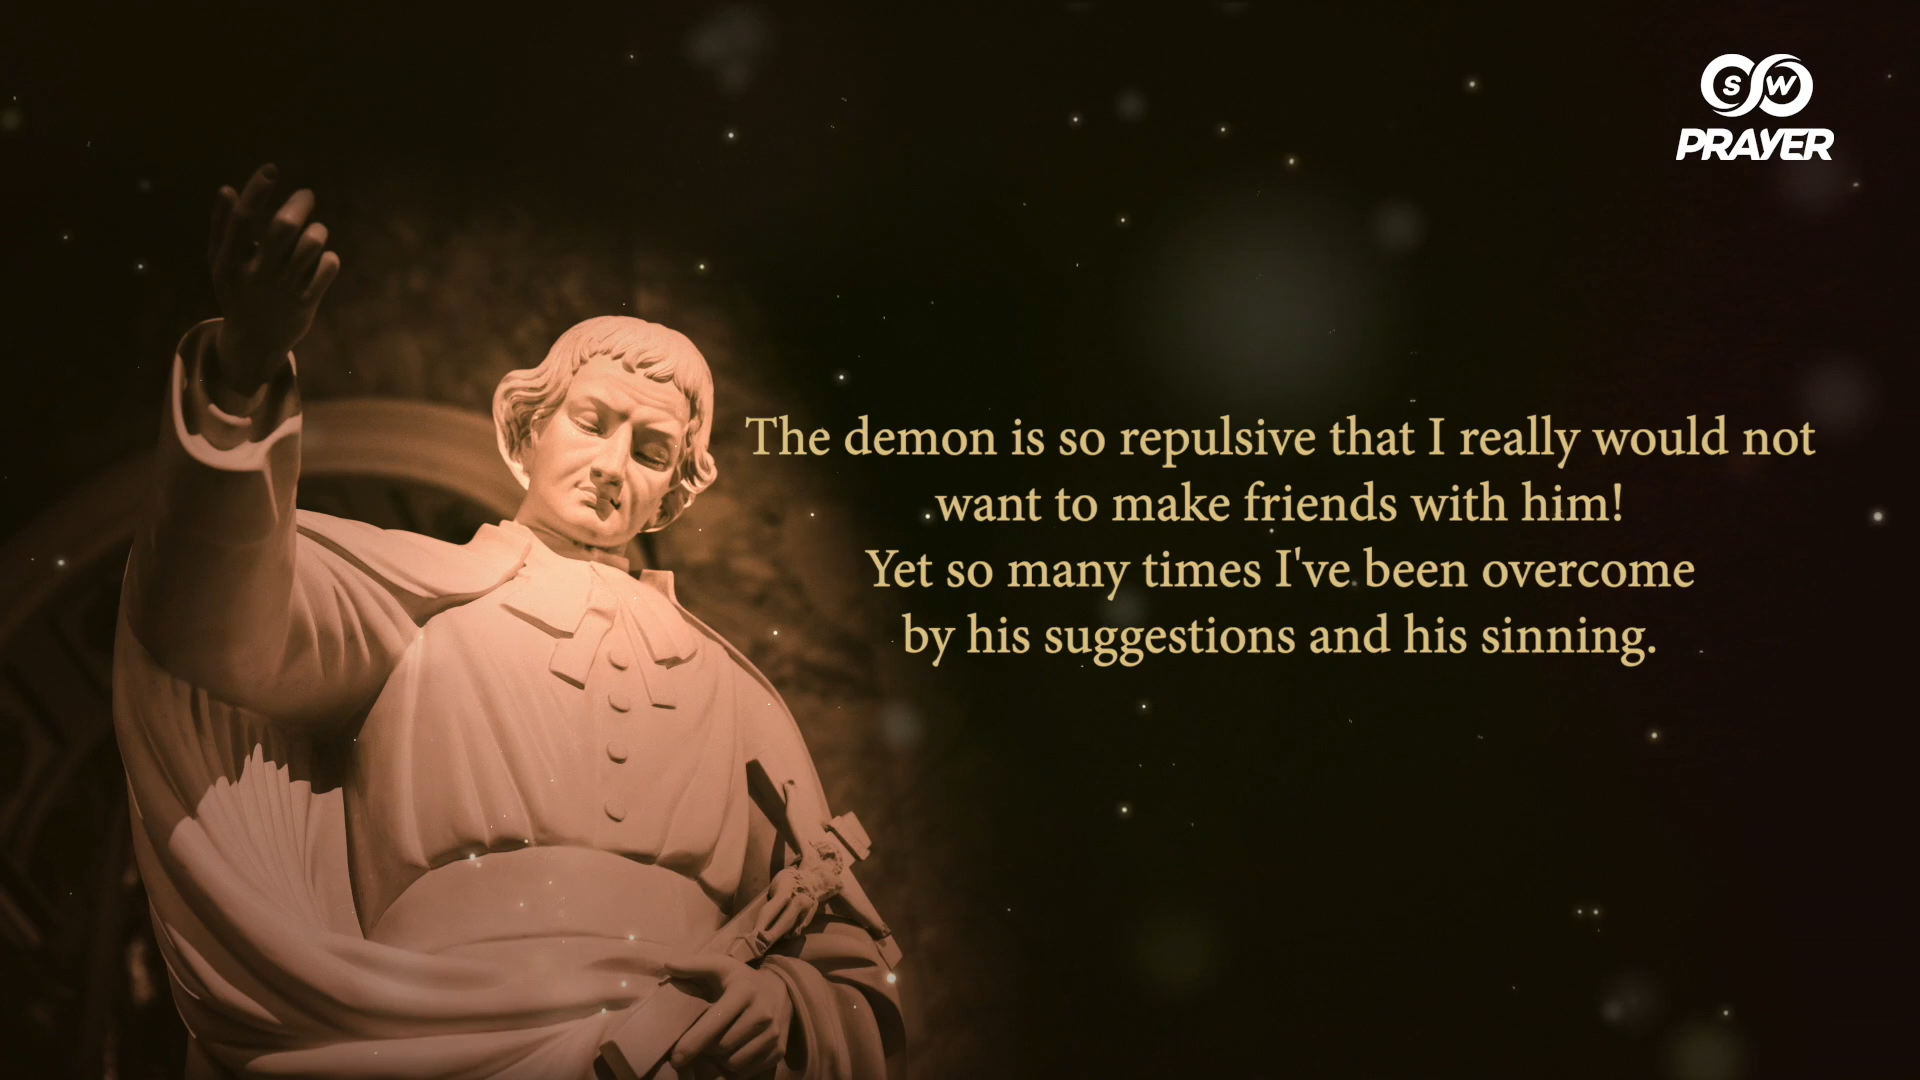 SW
PRAYER
The demon is so repulsive that I really would not
want to make friends with him!
Yet so many times I've been overcome
by his suggestions and his sinning.